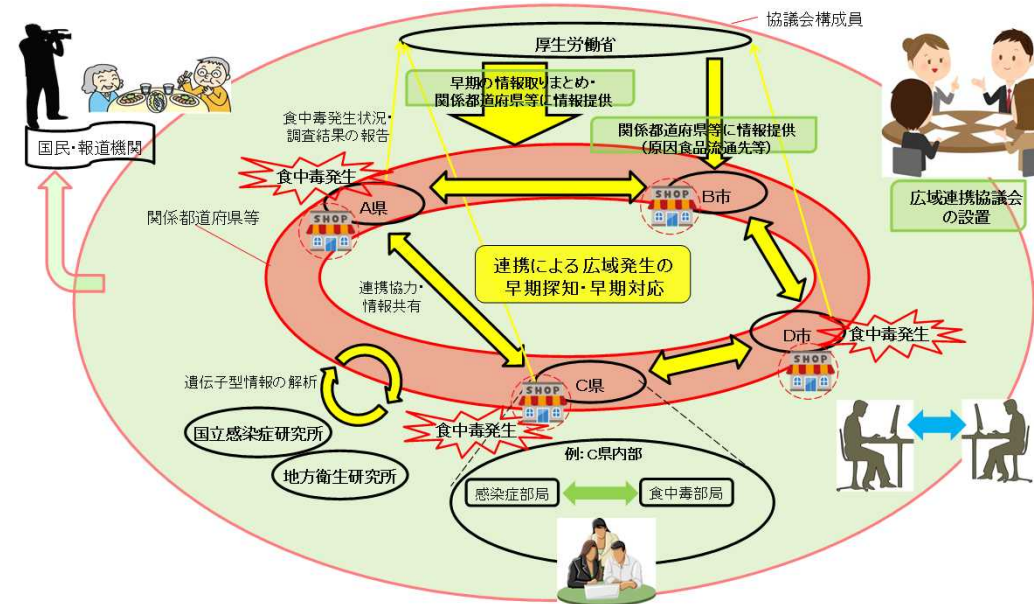 協議会構成員
厚生労働省
早期の情報取りまとめ・
関係都道府県等に情報提供
食中毒発生状況・
調査結果の報告
関係都道府県等に情報提供
(原因食品流通先等)
国民・報道機関
食中毒発生
A県
SHOP
B市
SHOP
広域連携協議会
の設置
関係都道府県等
連携による広域発生の
早期探知・早期対応
連携協力・
情報共有
D市
食中毒発生
SHOP
C県
SHOP
食中毒発生
遺伝子型情報の解析
国立感染症研究所
地方衛生研究所
例:C県内部
感染症部局
食中毒部局